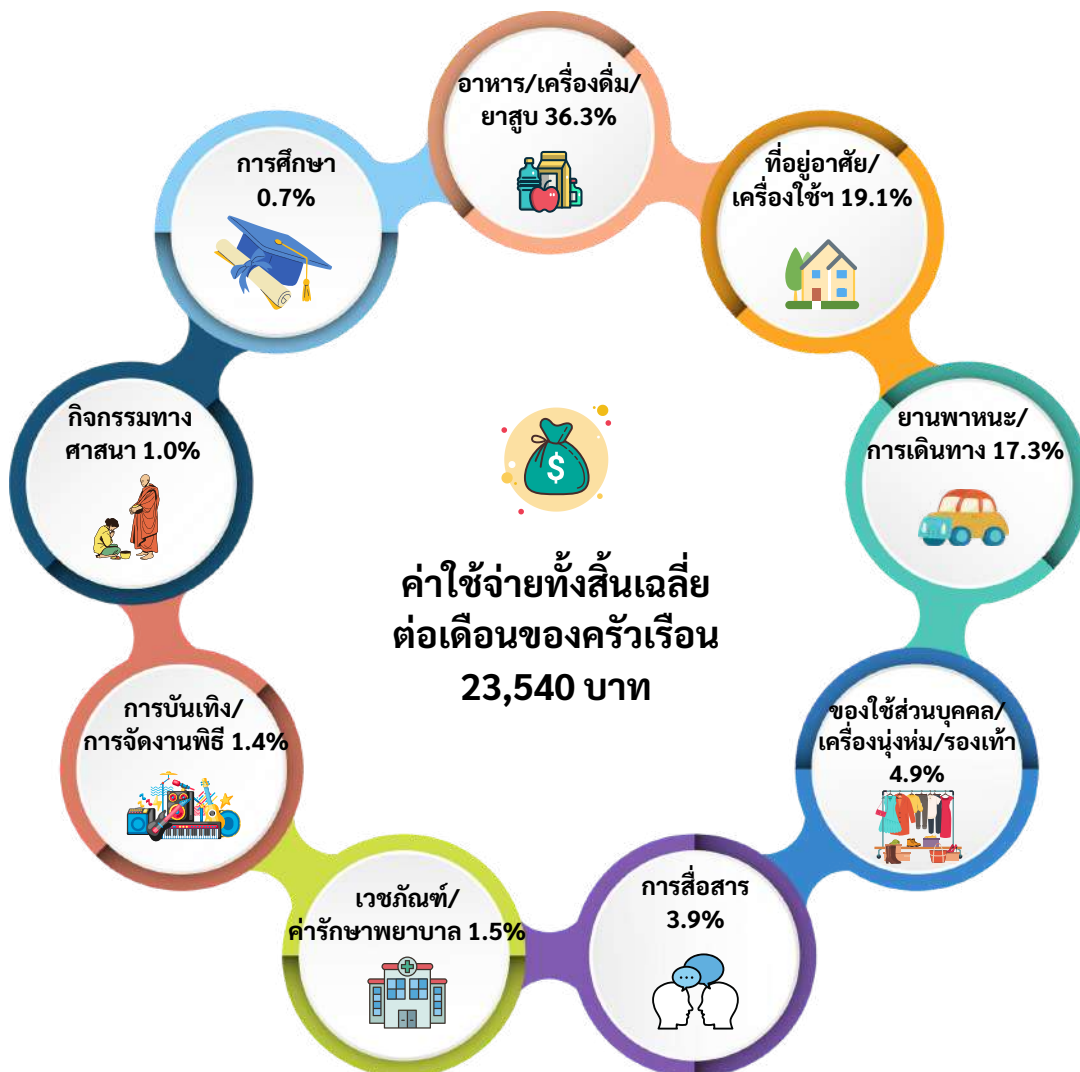 อาหาร/เครื่องดื่ม/
ยาสูบ 36.3%
ที่อยู่อาศัย/
เครื่องใช้ฯ 19.1%
ยานพาหนะ/
การเดินทาง 17.3%
ของใช้ส่วนบุคคล/
เครื่องนุ่งห่ม/รองเท้า
4.9%
การสื่อสาร
3.9%
เวชภัณฑ์/
ค่ารักษาพยาบาล 1.5%
การบันเทิง/
การจัดงานพิธี 1.4%
กิจกรรมทาง
ศาสนา 1.0%
การศึกษา
0.7%
$
ค่าใช้จ่ายทั้งสิ้นเฉลี่ย
ต่อเดือนของครัวเรือน
23,540 บาท